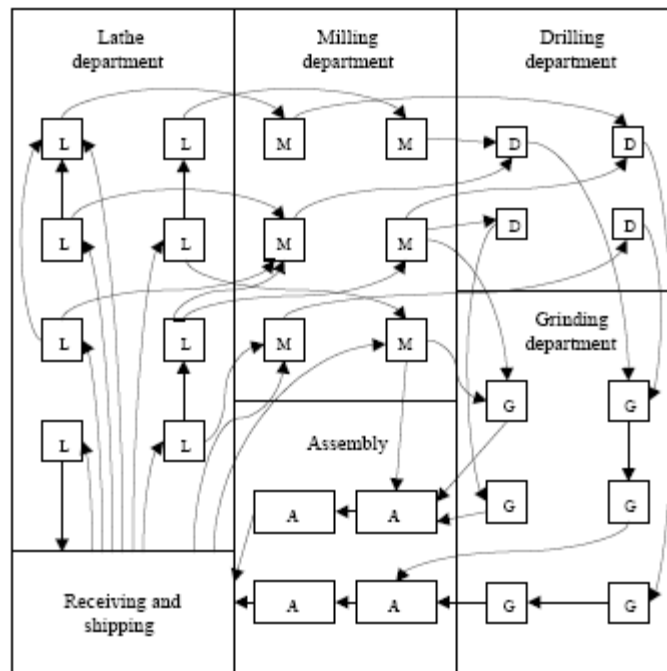 Lathe
department
Milling
department
Drilling
department
L
L
M
M
D
D
L
L
M
M
D
D
L
L
M
M
Grinding
department
G
G
L
L
Assembly
A
A
G
G
Receiving and
shipping
A
A
G
G